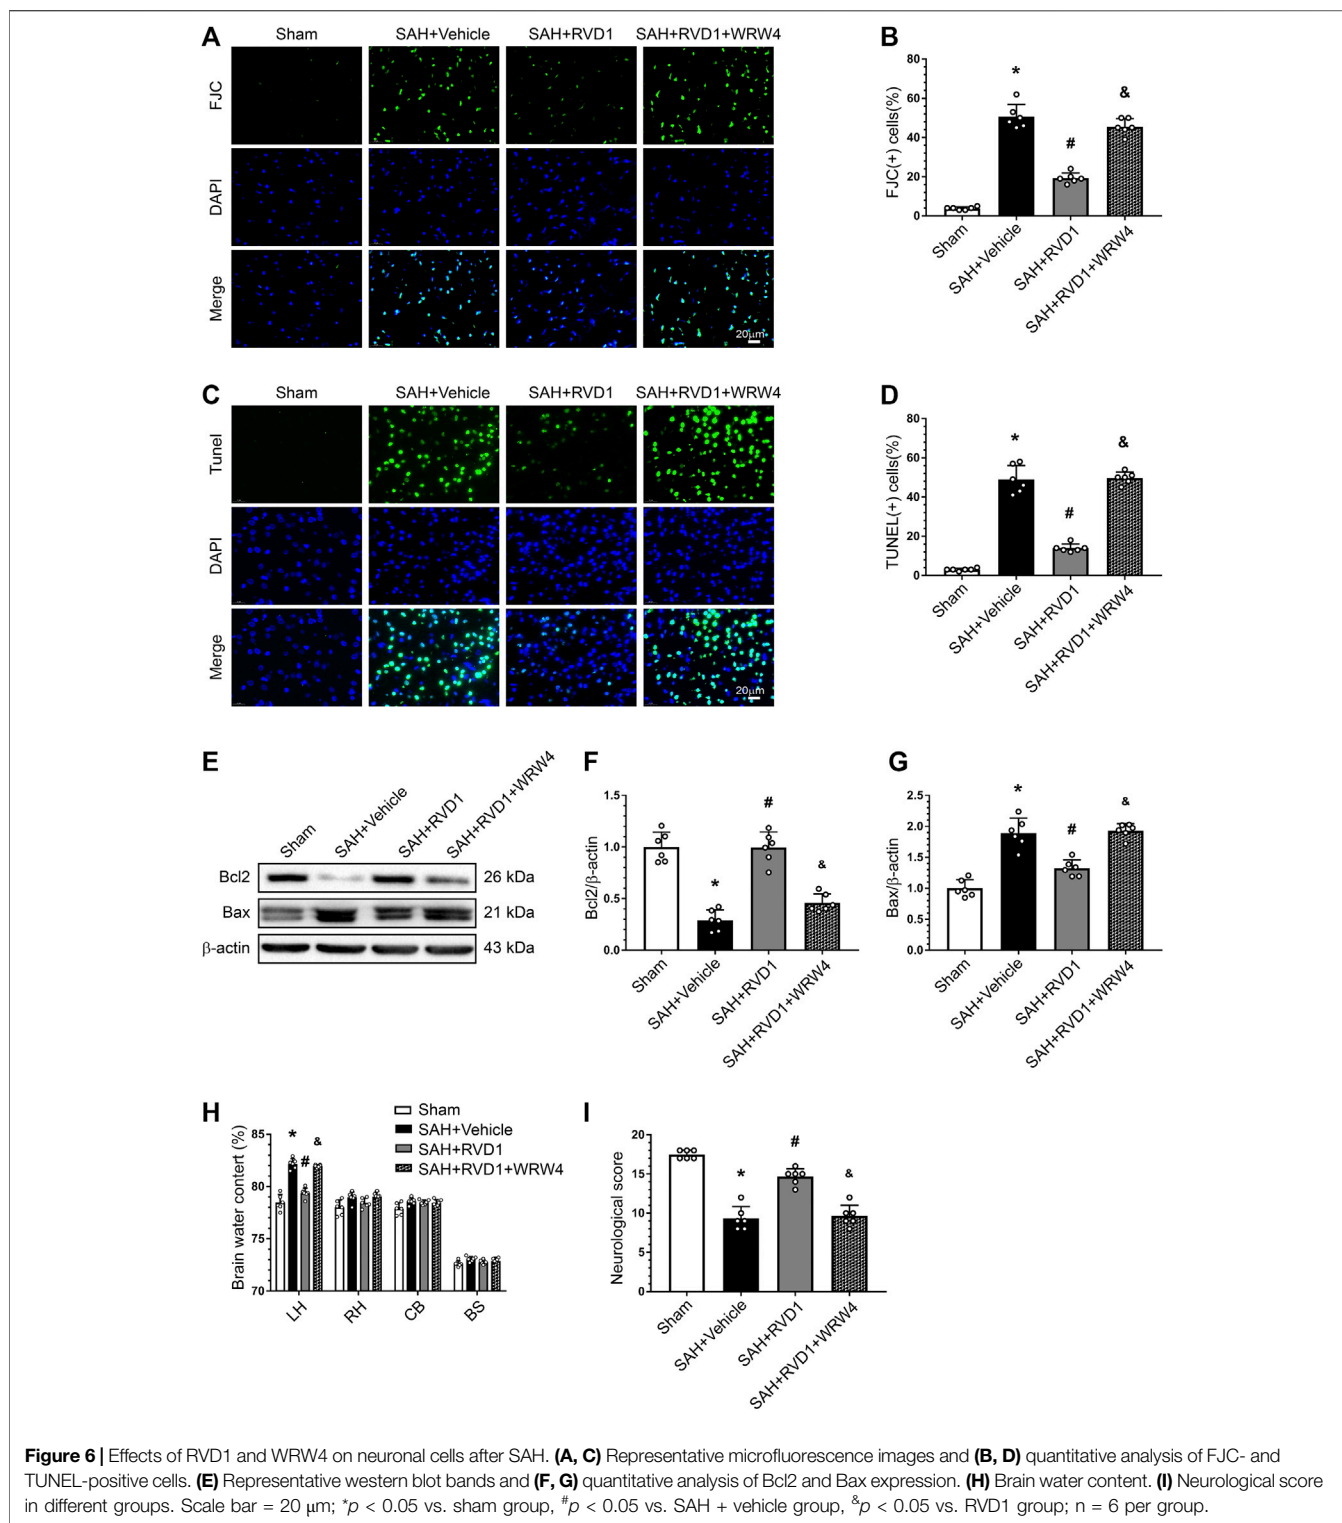 A
Sham SAH+Vehicle SAH+RVD1 SAH+RVD1+WRW4
FJC
DAPI
Merge
20μm
B
FJC(+) cells(%)
80
60
40
20
0
*
#
&
Sham
SAH+Vehicle
SAH+RVD1
SAH+RVD1+WRW4
C
Sham SAH+Vehicle SAH+RVD1 SAH+RVD1+WRW4
Tunel
DAPI
Merge
20μm
D
TUNEL(+) cells(%)
80
60
40
20
0
*
#
&
Sham
SAH+Vehicle
SAH+RVD1
SAH+RVD1+WRW4
E
Sham
SAH+Vehicle
SAH+RVD1
SAH+RVD1+WRW4
Bcl2 26 kDa
Bax 21 kDa
β-actin 43 kDa
F
Bcl2/β-actin
1.5
1.0
0.5
0.0
*
#
&
Sham
SAH+Vehicle
SAH+RVD1
SAH+RVD1+WRW4
G
Bax/β-actin
2.5
2.0
1.5
1.0
0.5
0.0
*
#
&
Sham
SAH+Vehicle
SAH+RVD1
SAH+RVD1+WRW4
H
Sham
SAH+Vehicle
SAH+RVD1
SAH+RVD1+WRW4
Brain water contert (%)
85
80
75
70
*
#
&
LH
RH
CB
BS
I
Neurological score
20
15
10
5
0
*
#
&
Sham
SAH+Vehicle
SAH+RVD1
SAH+RVD1+WRW4
Figure 6 | Effects of RVD1 and WRW4 on neuronal cells after SAH. (A, C) Representative microfluorescence images and (B, D) quantitative analysis of FJC- and
TUNEL-positive cells. (E) Representative western blot bands and (F, G) quantitative analysis of Bcl2 and Bax expression. (H) Brain water content. (I) Neurological score
in different groups. Scale bar = 20 μm; *p < 0.05 vs. sham group, #p < 0.05 vs. SAH + vehicle group, &p < 0.05 vs. RVD1 group; n = 6 per group.